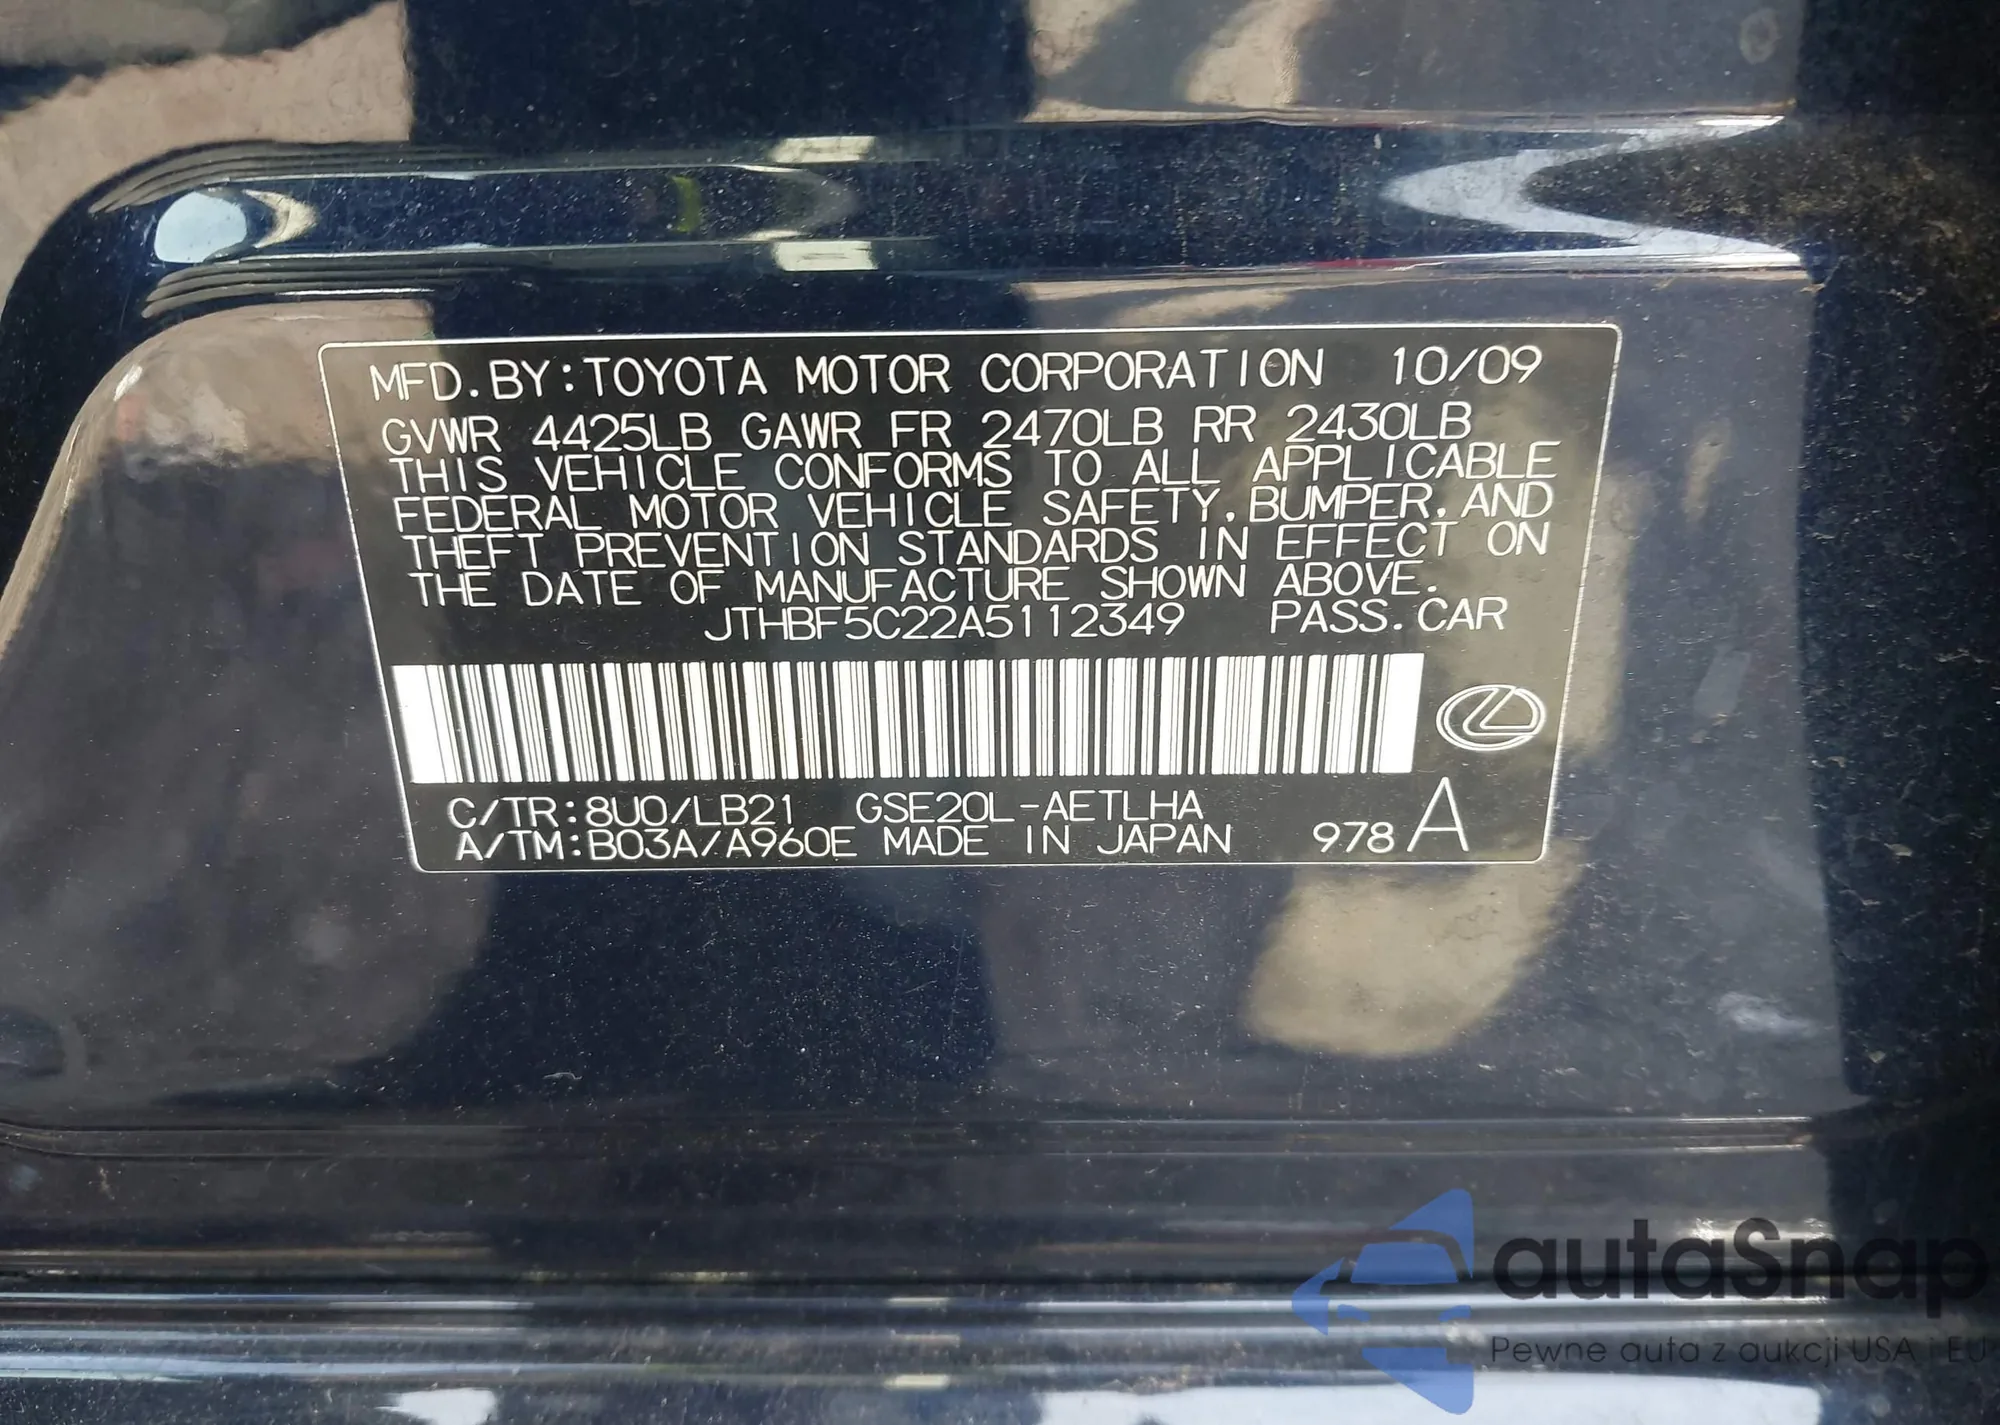 MFD.BY:TOYOTA MOTOR CORPORATION 10/09
GVWR 4425LB GAWR FR 2470LB RR 2430LB
THIS VEHICLE CONFORMS TO ALL APPLICABLE
FEDERAL MOTOR VEHICLE SAFETY,BUMPER,AND
THEFT PREVENTION STANDARDS IN EFFECT ON
THE DATE OF MANUFACTURE SHOWN ABOVE.
JTHBF5C22A5112349 PASS.CAR
C/TR:8U0/LB21 GSE20L-AETLHA
A/TM:B03A/A960E MADE IN JAPAN 978 A
autaSnap
Pewne auta z aukcji USA i EU